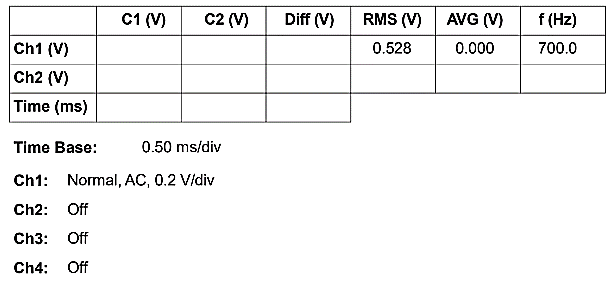 C1 (V) C2 (V) Diff (V) RMS (V) AVG (V) f (Hz)
Ch1 (V) 0.528 0.000 700.0
Ch2 (V)
Time (ms)
Time Base: 0.50 ms/div
Ch1: Normal, AC, 0.2 V/div
Ch2: Off
Ch3: Off
Ch4: Off